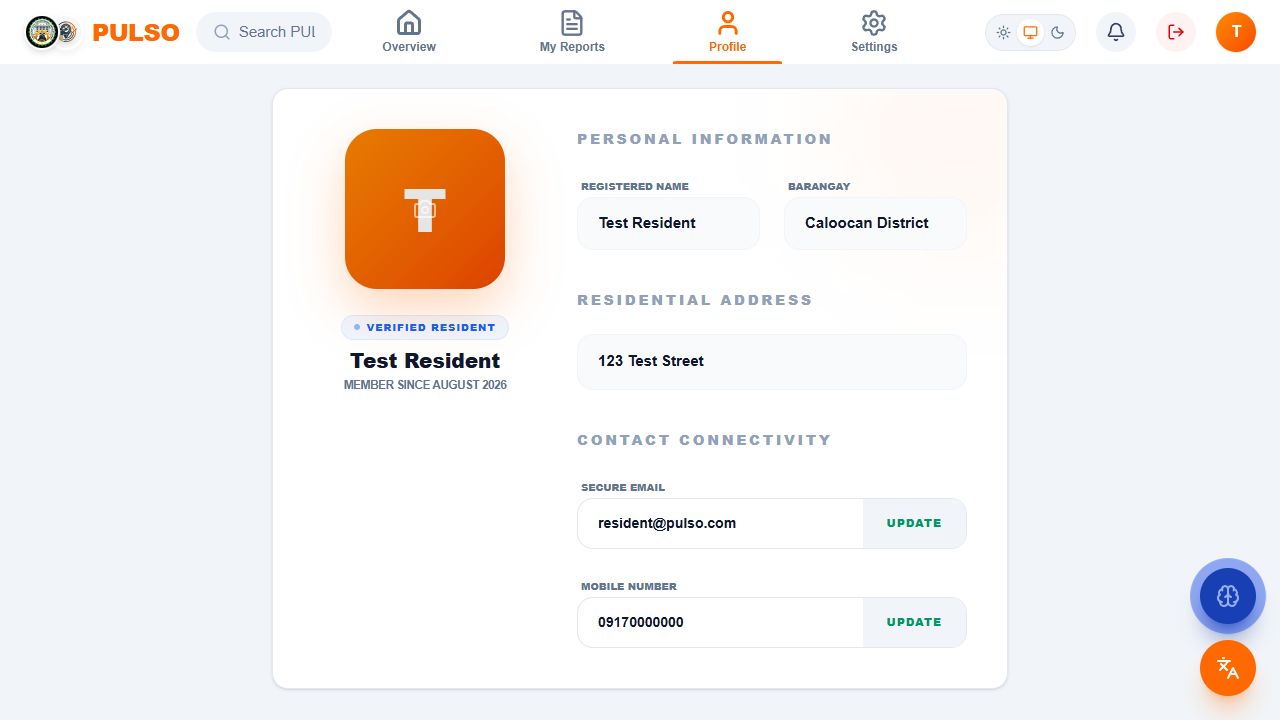 PULSO
Search PUL
Overview
My Reports
Profile
Settings
T
T
VERIFIED RESIDENT
Test Resident
MEMBER SINCE AUGUST 2026
PERSONAL INFORMATION
REGISTERED NAME
BARANGAY
Test Resident
Caloocan District
RESIDENTIAL ADDRESS
123 Test Street
CONTACT CONNECTIVITY
SECURE EMAIL
resident@pulso.com
UPDATE
MOBILE NUMBER
09170000000
UPDATE